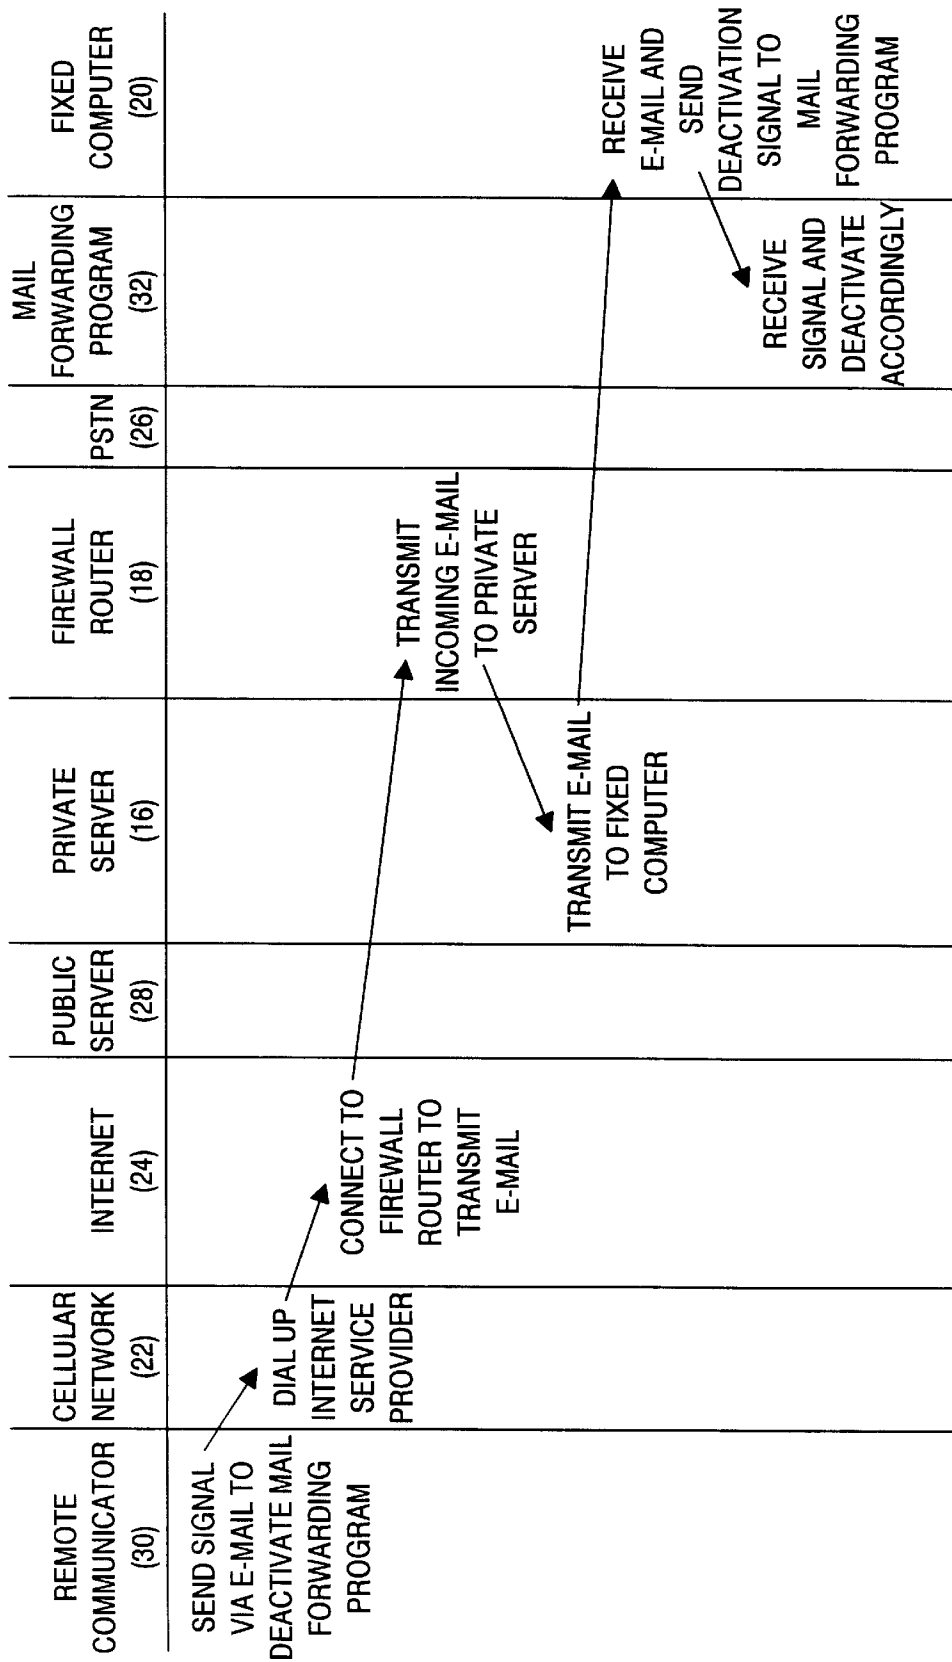 REMOTE
COMMUNICATOR
(30)
CELLULAR
NETWORK
(22)
INTERNET
(24)
PUBLIC
SERVER
(28)
PRIVATE
SERVER
(16)
FIREWALL
ROUTER
(18)
PSTN
(26)
MAIL
FORWARDING
PROGRAM
(32)
FIXED
COMPUTER
(20)
SEND SIGNAL
VIA E-MAIL TO
DEACTIVATE MAIL
FORWARDING
PROGRAM
DIAL UP
INTERNET
SERVICE
PROVIDER
CONNECT TO
FIREWALL
ROUTER TO
TRANSMIT
E-MAIL
TRANSMIT
INCOMING E-MAIL
TO PRIVATE
SERVER
TRANSMIT E-MAIL
TO FIXED
COMPUTER
RECEIVE
E-MAIL AND
SEND
DEACTIVATION
SIGNAL TO
MAIL
FORWARDING
PROGRAM
RECEIVE
SIGNAL AND
DEACTIVATE
ACCORDINGLY